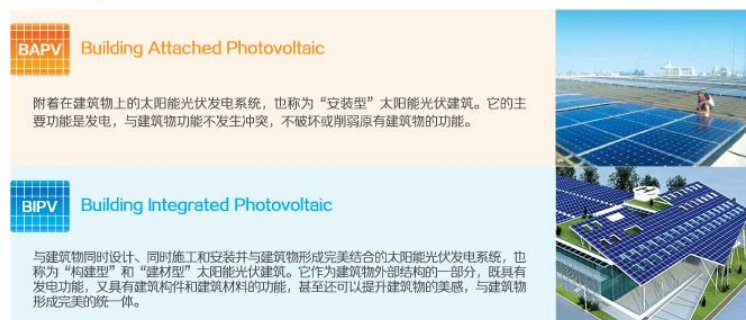 BAPV
Building Attached Photovoltaic
附着在建筑物上的太阳能光伏发电系统，也称为“安装型”太阳能光伏建筑。它的主
要功能是发电，与建筑物功能不发生冲突，不破坏或削弱原有建筑物的功能。
BIPV
Building Integrated Photovoltaic
与建筑物同时设计、同时施工和安装并与建筑物形成完美结合的太阳能光伏发电系统，也
称为“构建型”和“建材型”太阳能光伏建筑。它作为建筑物外部结构的一部分，既具有
发电功能，又具有建筑构件和建筑材料的功能，甚至还可以提升建筑物的美感，与建筑物
形成完美的统一体。